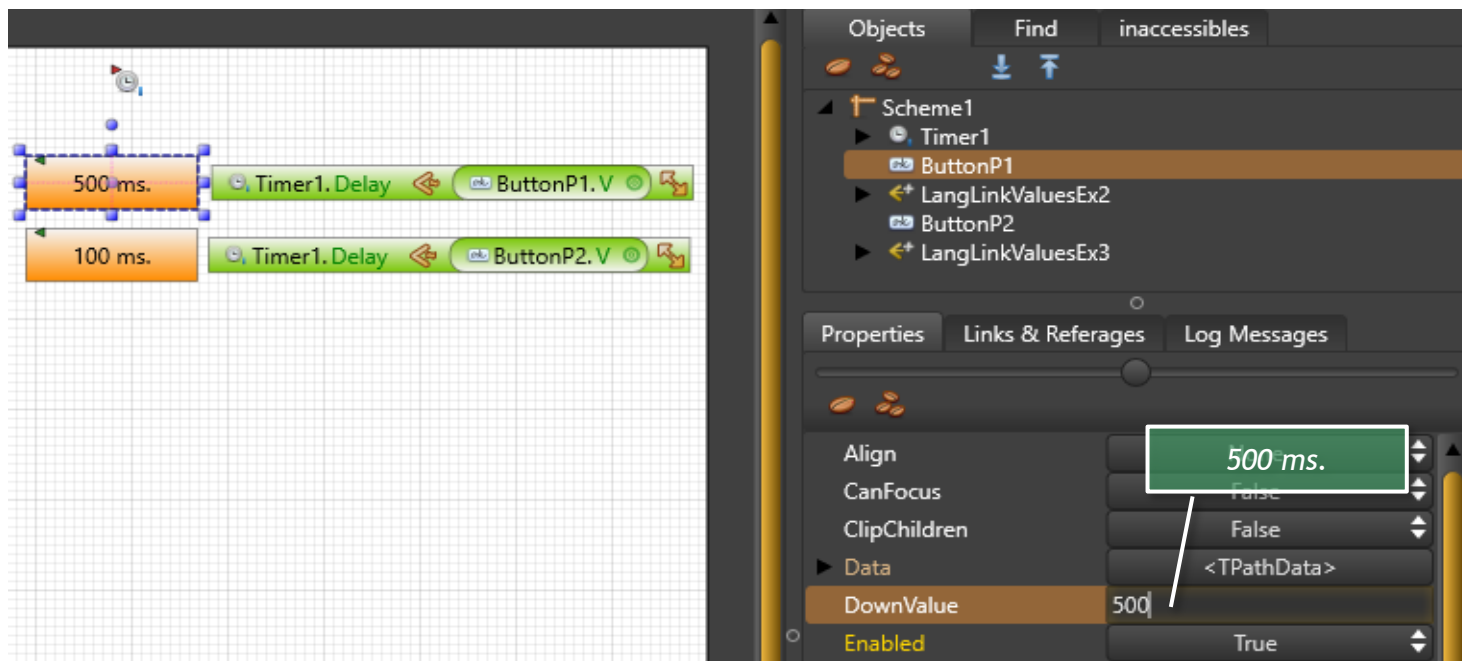 Objects Find inaccessibles
Scheme1
Timer1
ButtonP1
LangLinkValuesEx2
ButtonP2
LangLinkValuesEx3
500 ms. Timer1.Delay ButtonP1.V
100 ms. Timer1.Delay ButtonP2.V
Properties Links & Referages Log Messages
Align
500 ms.
CanFocus False
ClipChildren False
Data <TPathData>
DownValue 500
Enabled True